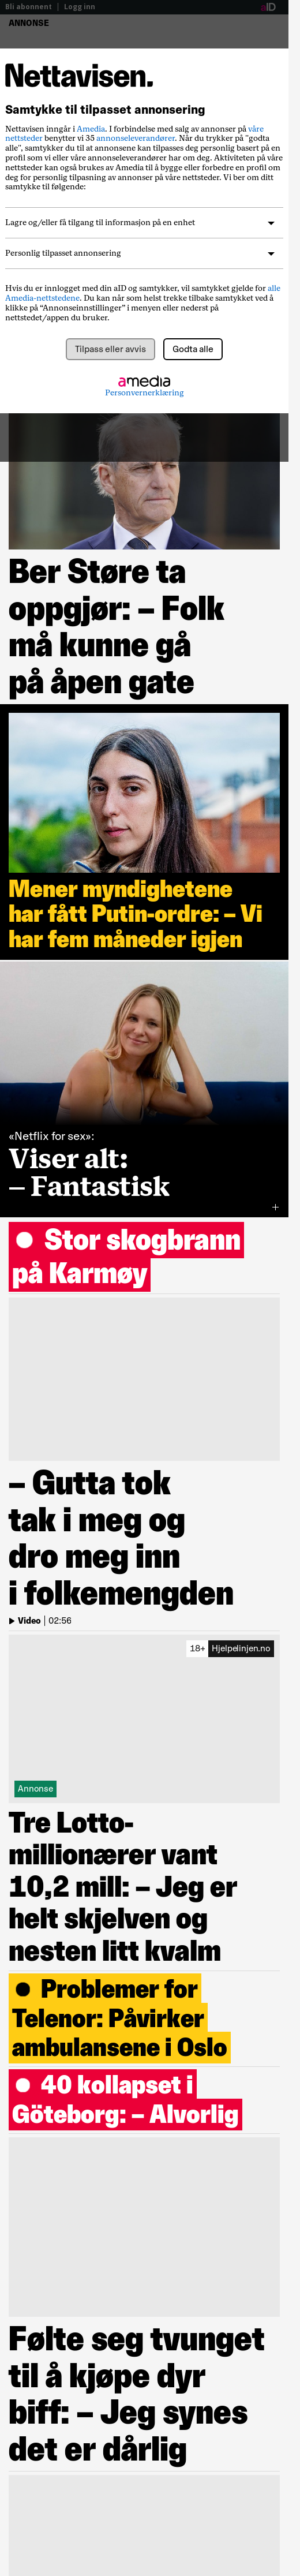 Bli abonnent | Logg inn
aID
ANNONSE
Nettavisen.
Samtykke til tilpasset annonsering
Nettavisen inngår i Amedia. I forbindelse med salg av annonser på våre
nettsteder benytter vi 35 annonseleverandører. Når du trykker på "godta
alle", samtykker du til at annonsene kan tilpasses deg personlig basert på en
profil som vi eller våre annonseleverandører har om deg. Aktiviteten på våre
nettsteder kan også brukes av Amedia til å bygge eller forbedre en profil om
deg for personlig tilpasning av annonser på våre nettsteder. Vi ber om ditt
samtykke til følgende:
Lagre og/eller få tilgang til informasjon på en enhet
Personlig tilpasset annonsering
Hvis du er innlogget med din aID og samtykker, vil samtykket gjelde for alle
Amedia-nettstedene. Du kan når som helst trekke tilbake samtykket ved å
klikke på “Annonseinnstillinger” i menyen eller nederst på
nettstedet/appen du bruker.
Tilpass eller avvis
Godta alle
amedia
Personvernerklæring
Ber Støre ta
oppgjør: – Folk
må kunne gå
på åpen gate
Mener myndighetene
har fått Putin-ordre: – Vi
har fem måneder igjen
«Netflix for sex»:
Viser alt:
– Fantastisk
Stor skogbrann
på Karmøy
– Gutta tok
tak i meg og
dro meg inn
i folkemengden
Video | 02:56
18+ Hjelpelinjen.no
Annonse
Tre Lotto-
millionærer vant
10,2 mill: – Jeg er
helt skjelven og
nesten litt kvalm
Problemer for
Telenor: Påvirker
ambulansene i Oslo
40 kollapset i
Göteborg: – Alvorlig
Følte seg tvunget
til å kjøpe dyr
biff: – Jeg synes
det er dårlig